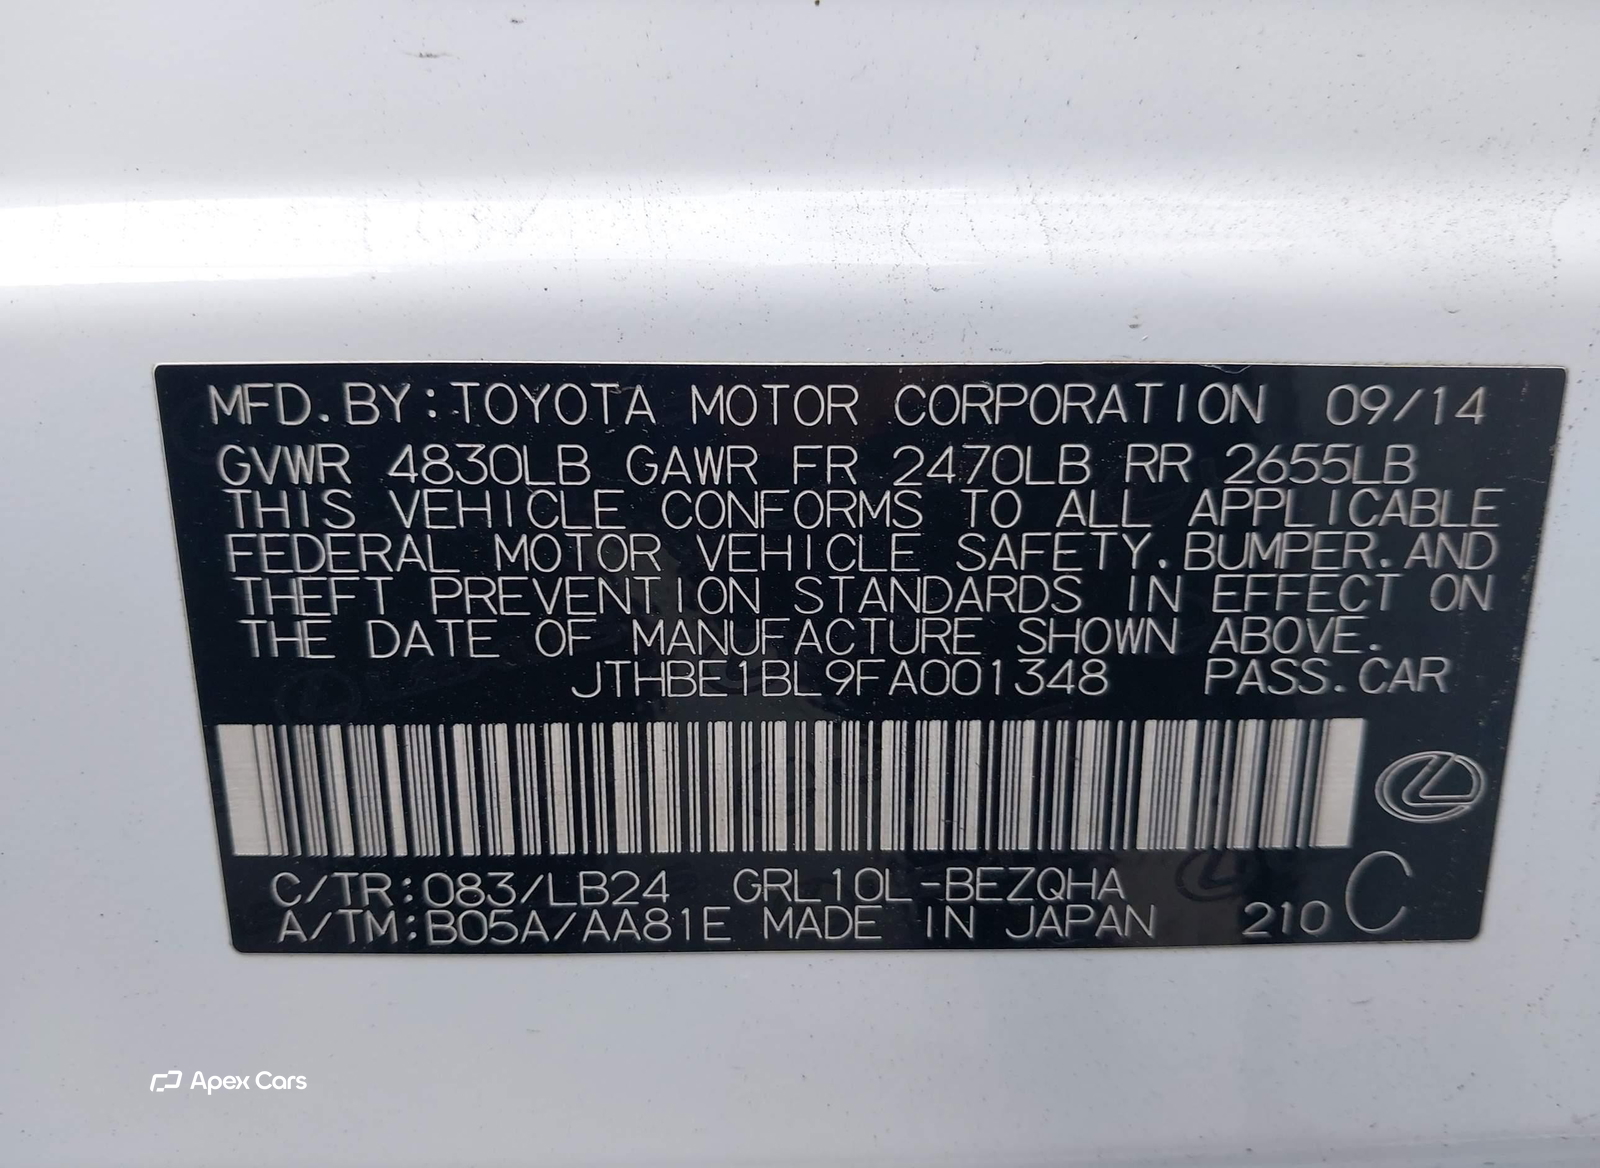 MFD.BY:TOYOTA MOTOR CORPORATION 09/14
GVWR 4830LB GAWR FR 2470LB RR 2655LB
THIS VEHICLE CONFORMS TO ALL APPLICABLE
FEDERAL MOTOR VEHICLE SAFETY.BUMPER.AND
THEFT PREVENTION STANDARDS IN EFFECT ON
THE DATE OF MANUFACTURE SHOWN ABOVE.
JTHBE1BL9FA001348 PASS.CAR
C/TR:083/LB24 GRL10L-BEZQHA
A/TM:B05A/AA81E MADE IN JAPAN 210 C
Apex Cars